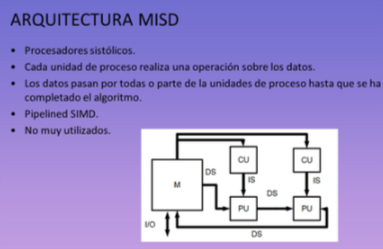 ARQUITECTURA MISD
• Procesadores sistólicos.
• Cada unidad de proceso realiza una operación sobre los datos.
• Los datos pasan por todas o parte de la unidades de proceso hasta que se ha
completado el algoritmo.
• Pipelined SIMD.
• No muy utilizados.
CU
CU
DS
IS
IS
M
DS
PU
PU
I/O
DS